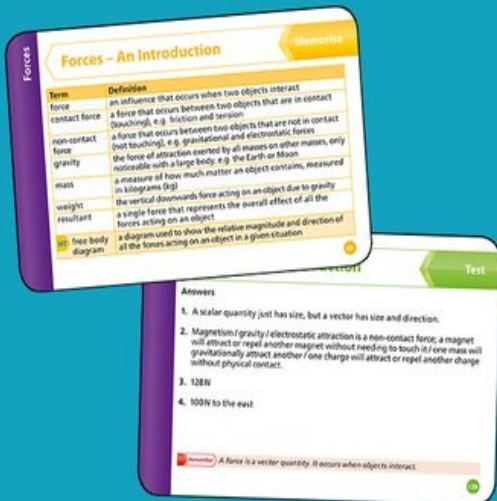 Forces
Forces – An Introduction
Memorise
Term Definition
force an influence that occurs when two objects interact
contact force a force that occurs between two objects that are in contact
(touching), e.g. friction and tension
non-contact a force that occurs between two objects that are not in contact
force (not touching), e.g. gravitational and electrostatic forces
gravity the force of attraction exerted by all masses on other masses, only
noticeable with a large body. e.g. the Earth or Moon
mass a measure of how much matter an object contains, measured
in kilograms (kg)
weight the vertical downwards force acting on an object due to gravity
resultant a single force that represents the overall effect of all the
forces acting on an object
HT free body a diagram used to show the relative magnitude and direction of
diagram all the forces acting on an object in a given situation
Test
Answers
1. A scalar quantity just has size, but a vector has size and direction.
2. Magnetism / gravity / electrostatic attraction is a non-contact force; a magnet
will attract or repel another magnet without needing to touch it / one mass will
gravitationally attract another / one charge will attract or repel another charge
without physical contact.
3. 128N
4. 100N to the east
Remember A force is a vector quantity. It occurs when objects interact.